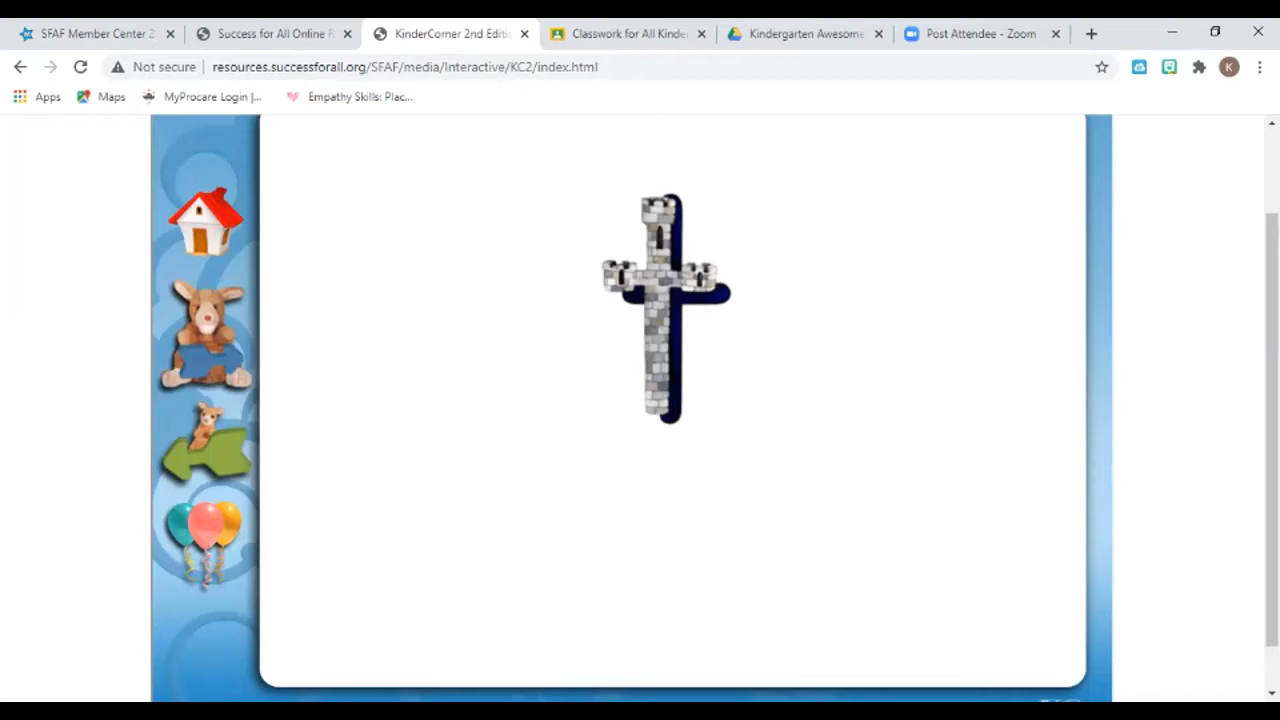 SFAF Member Center 2
Success for All Online R
KinderCorner 2nd Editi
Classwork for All Kinde
Kindergarten Awesome
Post Attendee - Zoom
Not secure
resources.successforall.org/SFAF/media/Interactive/KC2/index.html
K
Apps
Maps
MyProcare Login |...
Empathy Skills: Plac...
t